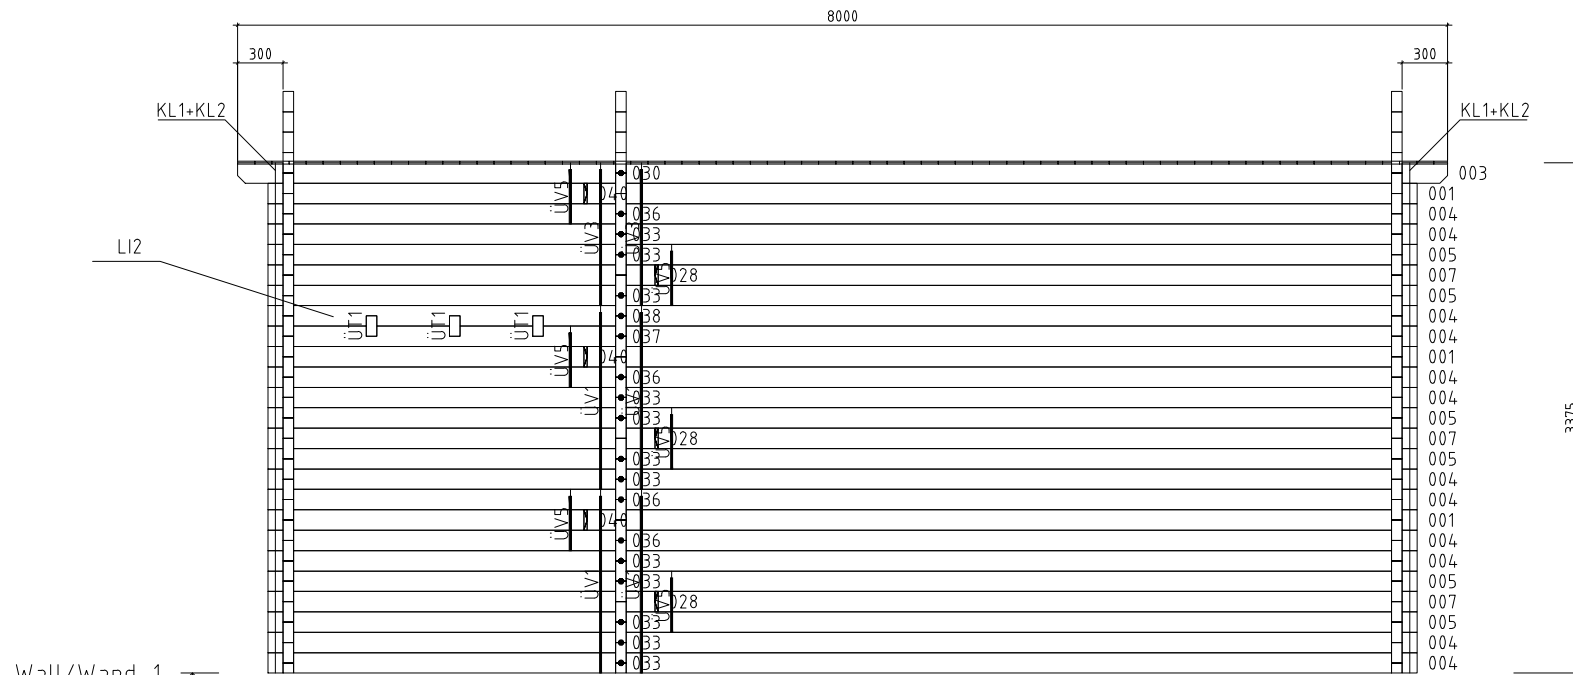 8000
300 300
KL1+KL2 KL1+KL2
030 003
ÜV5 040 001
036 004
ÜV3 033 004
033 005
LI2
ÜV5 028 007
033 005
ÜT1 ÜT1 ÜT1 038 004
037 004
ÜV5 040 001
036 004
033 004
033 005
ÜV5 028 007
033 005
033 004
036 004
ÜV5 040 001
036 004
033 004
033 005
ÜV5 028 007
033 005
033 004
033 004
3375
Wall/Wand 1